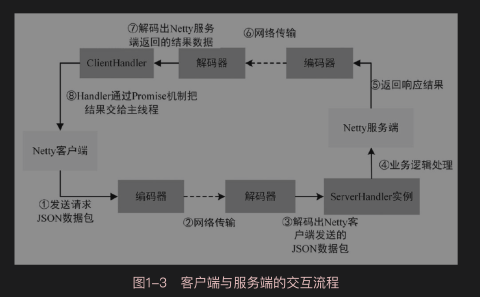 ⑦解码出Netty服务
端返回的结果数据
⑥网络传输
ClientHandler
解码器
编码器
⑤返回响应结果
⑧Handler通过Promise机制把
结果交给主线程
Netty服务端
Netty客户端
④业务逻辑处理
①发送请求
JSON数据包
编码器
解码器
ServerHandler实例
②网络传输
③解码出Netty客
户端发送的
JSON数据包
图1-3 客户端与服务端的交互流程